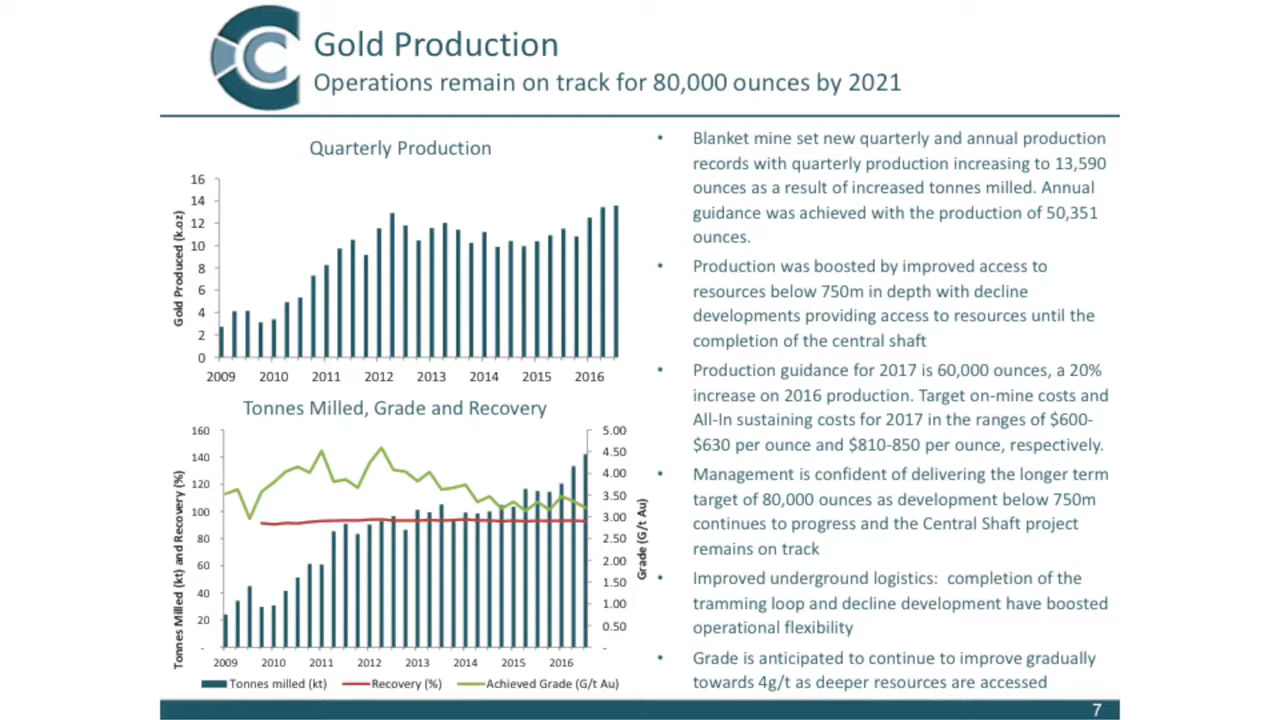 Gold Production
Operations remain on track for 80,000 ounces by 2021
Quarterly Production
Gold Produced (k.oz)
16
14
12
10
8
6
4
2
0
2009 2010 2011 2012 2013 2014 2015 2016
Tonnes Milled, Grade and Recovery
Tonnes Milled (kt) and Recovery (%)
160
140
120
100
80
60
40
20
-
5.00
4.50
4.00
3.50
3.00
2.50
2.00
1.50
1.00
0.50
-
Grade (G/t Au)
2009 2010 2011 2012 2013 2014 2015 2016
Tonnes milled (kt) Recovery (%) Achieved Grade (G/t Au)
• Blanket mine set new quarterly and annual production
records with quarterly production increasing to 13,590
ounces as a result of increased tonnes milled. Annual
guidance was achieved with the production of 50,351
ounces.
• Production was boosted by improved access to
resources below 750m in depth with decline
developments providing access to resources until the
completion of the central shaft
• Production guidance for 2017 is 60,000 ounces, a 20%
increase on 2016 production. Target on-mine costs and
All-In sustaining costs for 2017 in the ranges of $600-
$630 per ounce and $810-850 per ounce, respectively.
• Management is confident of delivering the longer term
target of 80,000 ounces as development below 750m
continues to progress and the Central Shaft project
remains on track
• Improved underground logistics: completion of the
tramming loop and decline development have boosted
operational flexibility
• Grade is anticipated to continue to improve gradually
towards 4g/t as deeper resources are accessed
7